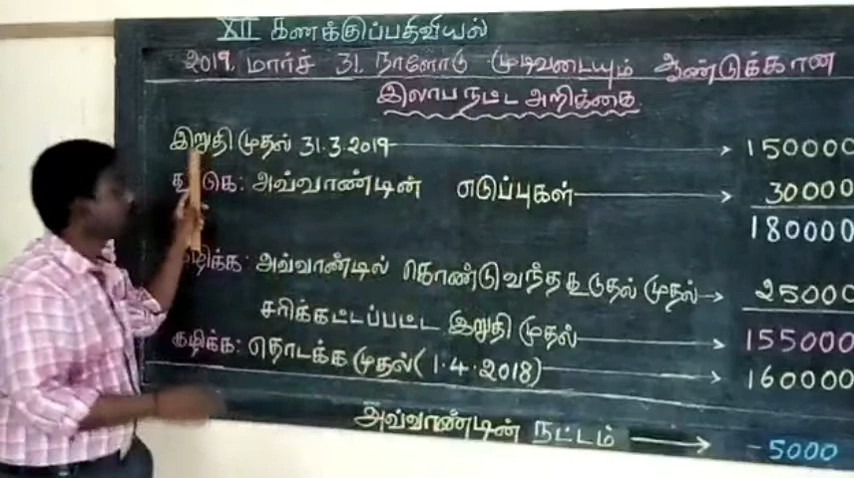 XII கணக்குப்பதிவியல்
2019, மார்ச் 31, நாளோடு முடிவடையும் ஆண்டுக்கான
இலாப நட்ட அறிக்கை
இறுதி முதல் 31.3.2019 → 150000
கூட்டுக: அவ்வாண்டின் எடுப்புகள் → 30000
180000
கழிக்க: அவ்வாண்டில் கொண்டு வந்த கூடுதல் முதல் → 25000
சரிக்கட்டப்பட்ட இறுதி முதல் → 155000
கழிக்க: தொடக்க முதல் (1.4.2018) → 160000
அவ்வாண்டின் நட்டம் → -5000